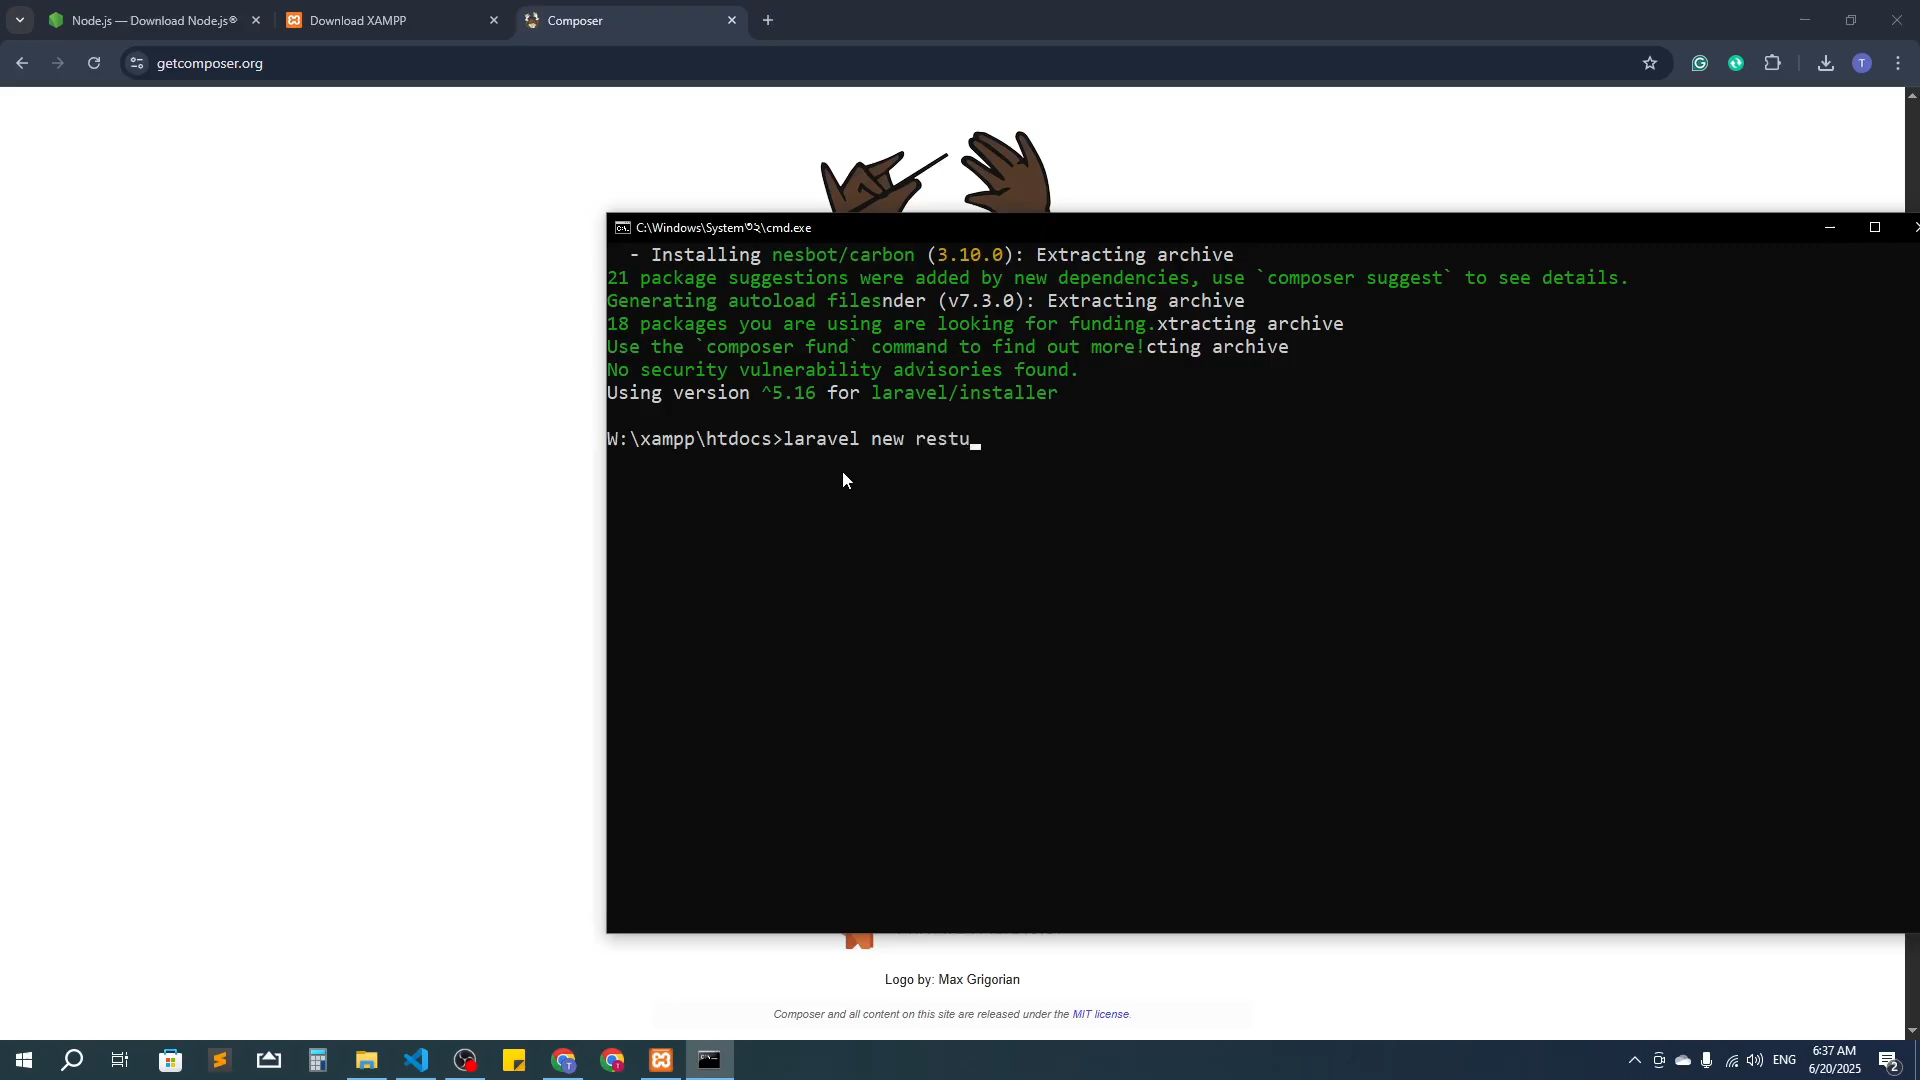 Node.js — Download Node.js®
Download XAMPP
Composer
getcomposer.org
T
C:\Windows\System৩২\cmd.exe
- Installing nesbot/carbon (3.10.0): Extracting archive
21 package suggestions were added by new dependencies, use `composer suggest` to see details.
Generating autoload filesnder (v7.3.0): Extracting archive
18 packages you are using are looking for funding.xtracting archive
Use the `composer fund` command to find out more!cting archive
No security vulnerability advisories found.
Using version ^5.16 for laravel/installer
W:\xampp\htdocs>laravel new restu
Logo by: Max Grigorian
Composer and all content on this site are released under the MIT license.
ENG
6:37 AM
6/20/2025
2